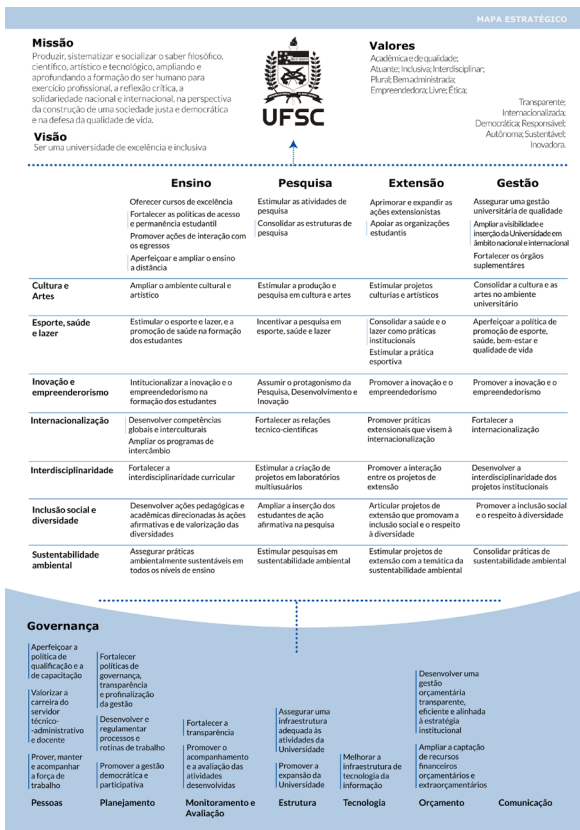 MAPA ESTRATÉGICO
Missão
Produzir, sistematizar e socializar o saber filosófico,
científico, artístico e tecnológico, ampliando e
aprofundando a formação do ser humano para
exercício profissional, a reflexão crítica, a
solidariedade nacional e internacional, na perspectiva
da construção de uma sociedade justa e democrática
e na defesa da qualidade de vida.
Visão
Ser uma universidade de excelência e inclusiva
UFSC
Valores
Acadêmica e de qualidade;
Atuante; Inclusiva; Interdisciplinar;
Plural; Bem administrada;
Empreendedora; Livre; Ética;
Transparente;
Internacionalizada;
Democrática; Responsável;
Autônoma; Sustentável;
Inovadora.
Ensino
Pesquisa
Extensão
Gestão
Oferecer cursos de excelência
Fortalecer as políticas de acesso
e permanência estudantil
Promover ações de interação com
os egressos
Aperfeiçoar e ampliar o ensino
a distância
Estimular as atividades de
pesquisa
Consolidar as estruturas de
pesquisa
Aprimorar e expandir as
ações extensionistas
Apoiar as organizações
estudantis
Assegurar uma gestão
universitária de qualidade
Ampliar a visibilidade e
inserção da Universidade em
âmbito nacional e internacional
Fortalecer os órgãos
suplementáres
Cultura e
Artes
Ampliar o ambiente cultural e
artístico
Estimular a produção e
pesquisa em cultura e artes
Estimular projetos
culturias e artísticos
Consolidar a cultura e as
artes no ambiente
universitário
Esporte, saúde
e lazer
Estimular o esporte e lazer, e a
promoção de saúde na formação
dos estudantes
Incentivar a pesquisa em
esporte, saúde e lazer
Consolidar a saúde e o
lazer como práticas
institucionais
Estimular a prática
esportiva
Aperfeiçoar a política de
promoção de esporte,
saúde, bem-estar e
qualidade de vida
Inovação e
empreenderorismo
Intitucionalizar a inovação e o
empreendedorismo na
formação dos estudantes
Assumir o protagonismo da
Pesquisa, Desenvolvimento e
Inovação
Promover a inovação e o
empreendedorismo
Promover a inovação e o
empreendedorismo
Internacionalização
Desenvolver competências
globais e interculturais
Ampliar os programas de
intercâmbio
Fortalecer as relações
tecnico-científicas
Promover práticas
extensionais que visem à
internacionalização
Fortalecer a
internacionalização
Interdisciplinaridade
Fortalecer a
interdisciplinaridade curricular
Estimular a criação de
projetos em laboratórios
multiusuários
Promover a interação
entre os projetos de
extensão
Desenvolver a
interdisciplinaridade dos
projetos institucionais
Inclusão social e
diversidade
Desenvolver ações pedagógicas e
acadêmicas direcionadas às ações
afirmativas e de valorização das
diversidades
Ampliar a inserção dos
estudantes de ação
afirmativa na pesquisa
Articular projetos de
extensão que promovam a
inclusão social e o respeito
à diversidade
Promover a inclusão social
e o respeito à diversidade
Sustentabilidade
ambiental
Assegurar práticas
ambientalmente sustentáveis em
todos os níveis de ensino
Estimular pesquisas em
sustentabilidade ambiental
Estimular projetos de
extensão com a temática da
sustentabilidade ambiental
Consolidar práticas de
sustentabilidade ambiental
Governança
Aperfeiçoar a
política de
qualificação e a
de capacitação
Valorizar a
carreira do
servidor
técnico-
-administrativo
e docente
Prover, manter
e acompanhar
a força de
trabalho
Pessoas
Fortalecer
políticas de
governança,
transparência
e profinalização
da gestão
Desenvolver e
regulamentar
processos e
rotinas de trabalho
Promover a gestão
democrática e
participativa
Planejamento
Fortalecer a
transparência
Promover o
acompanhamento
e a avaliação das
atividades
desenvolvidas
Monitoramento e
Avaliação
Assegurar uma
infraestrutura
adequada às
atividades da
Universidade
Promover a
expansão da
Universidade
Estrutura
Melhorar a
infraestrutura de
tecnologia da
informação
Tecnologia
Desenvolver uma
gestão
orçamentária
transparente,
eficiente e alinhada
à estratégia
institucional
Ampliar a captação
de recursos
financeiros
orçamentários e
extraorçamentários
Orçamento
Comunicação